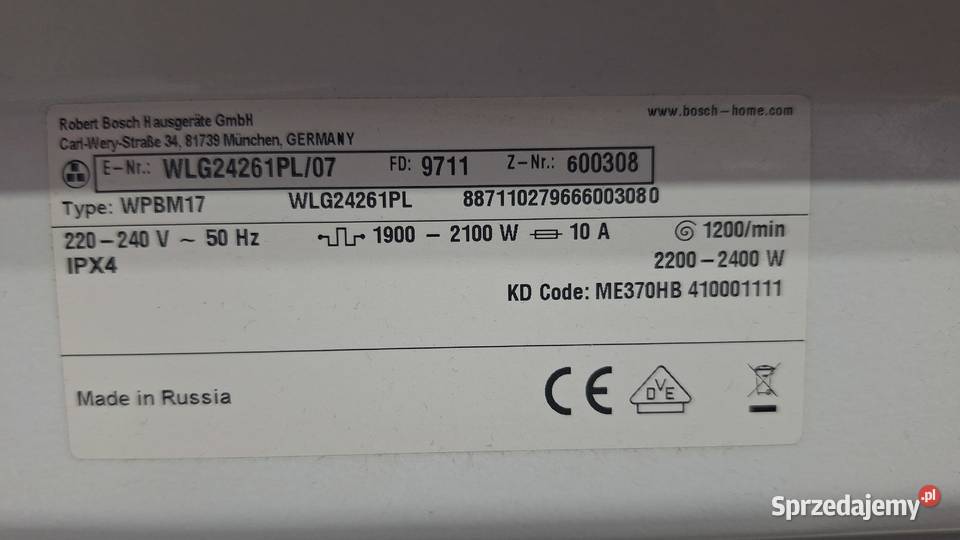 Robert Bosch Hausgeräte GmbH
Carl-Wery-Straße 34, 81739 München, GERMANY
www.bosch-home.com
E-Nr.: WLG24261PL/07 FD: 9711 Z-Nr.: 600308
Type: WPBM17 WLG24261PL 887110279666003080
220-240 V ~ 50 Hz 1900 - 2100 W 10 A 1200/min
IPX4 2200-2400 W
KD Code: ME370HB 410001111
Made in Russia CE DVE
Sprzedajemy.pl